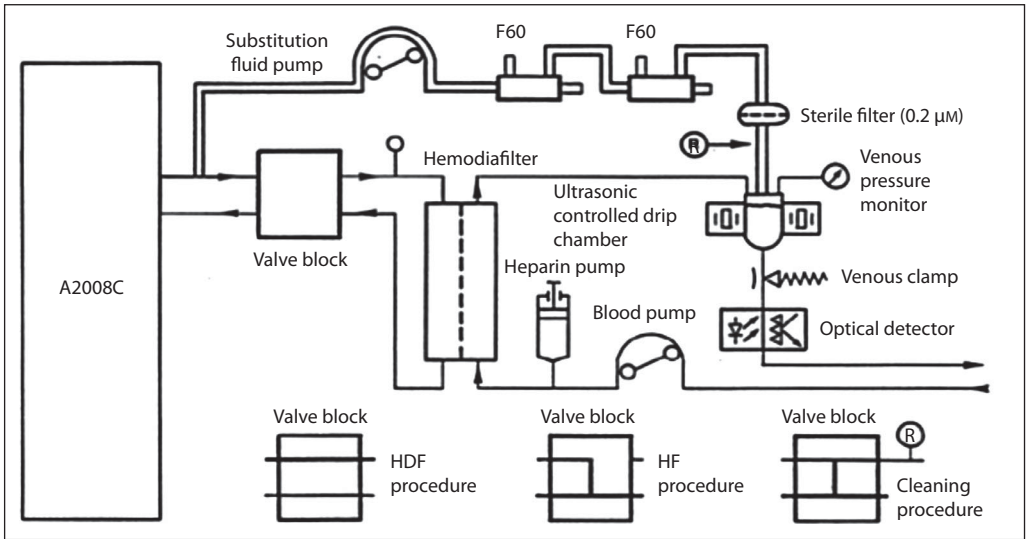 Substitution
fluid pump
F60
F60
Sterile filter (0.2 μM)
R
Venous
pressure
monitor
Hemodiafilter
Ultrasonic
controlled drip
chamber
Valve block
A2008C
Heparin pump
Venous clamp
Blood pump
Optical detector
Valve block
HDF
procedure
Valve block
HF
procedure
Valve block
R
Cleaning
procedure